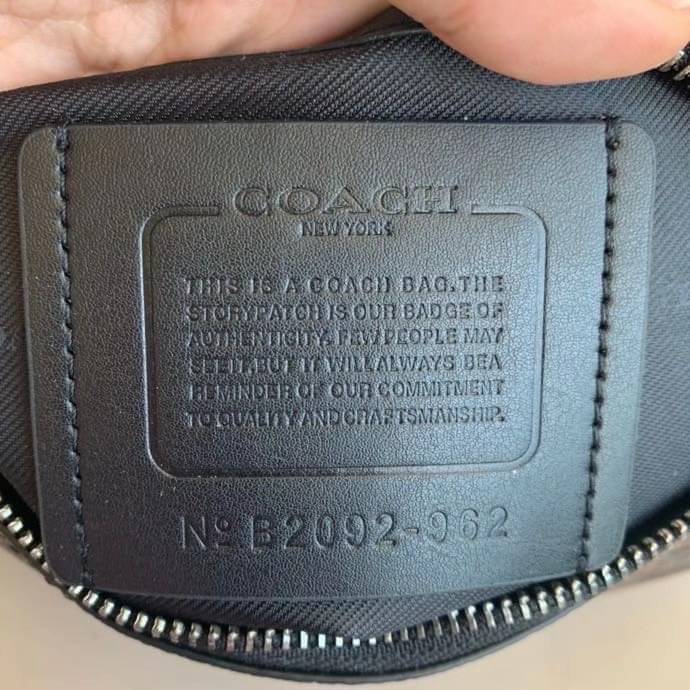 COACH
NEW YORK
THIS IS A COACH BAG. THE
STORYPATCH IS OUR BADGE OF
AUTHENTICITY. FEW PEOPLE MAY
SEE IT. BUT IT WILL ALWAYS BE A
REMINDER OF OUR COMMITMENT
TO QUALITY AND CRAFTSMANSHIP.
Nº B2092-962